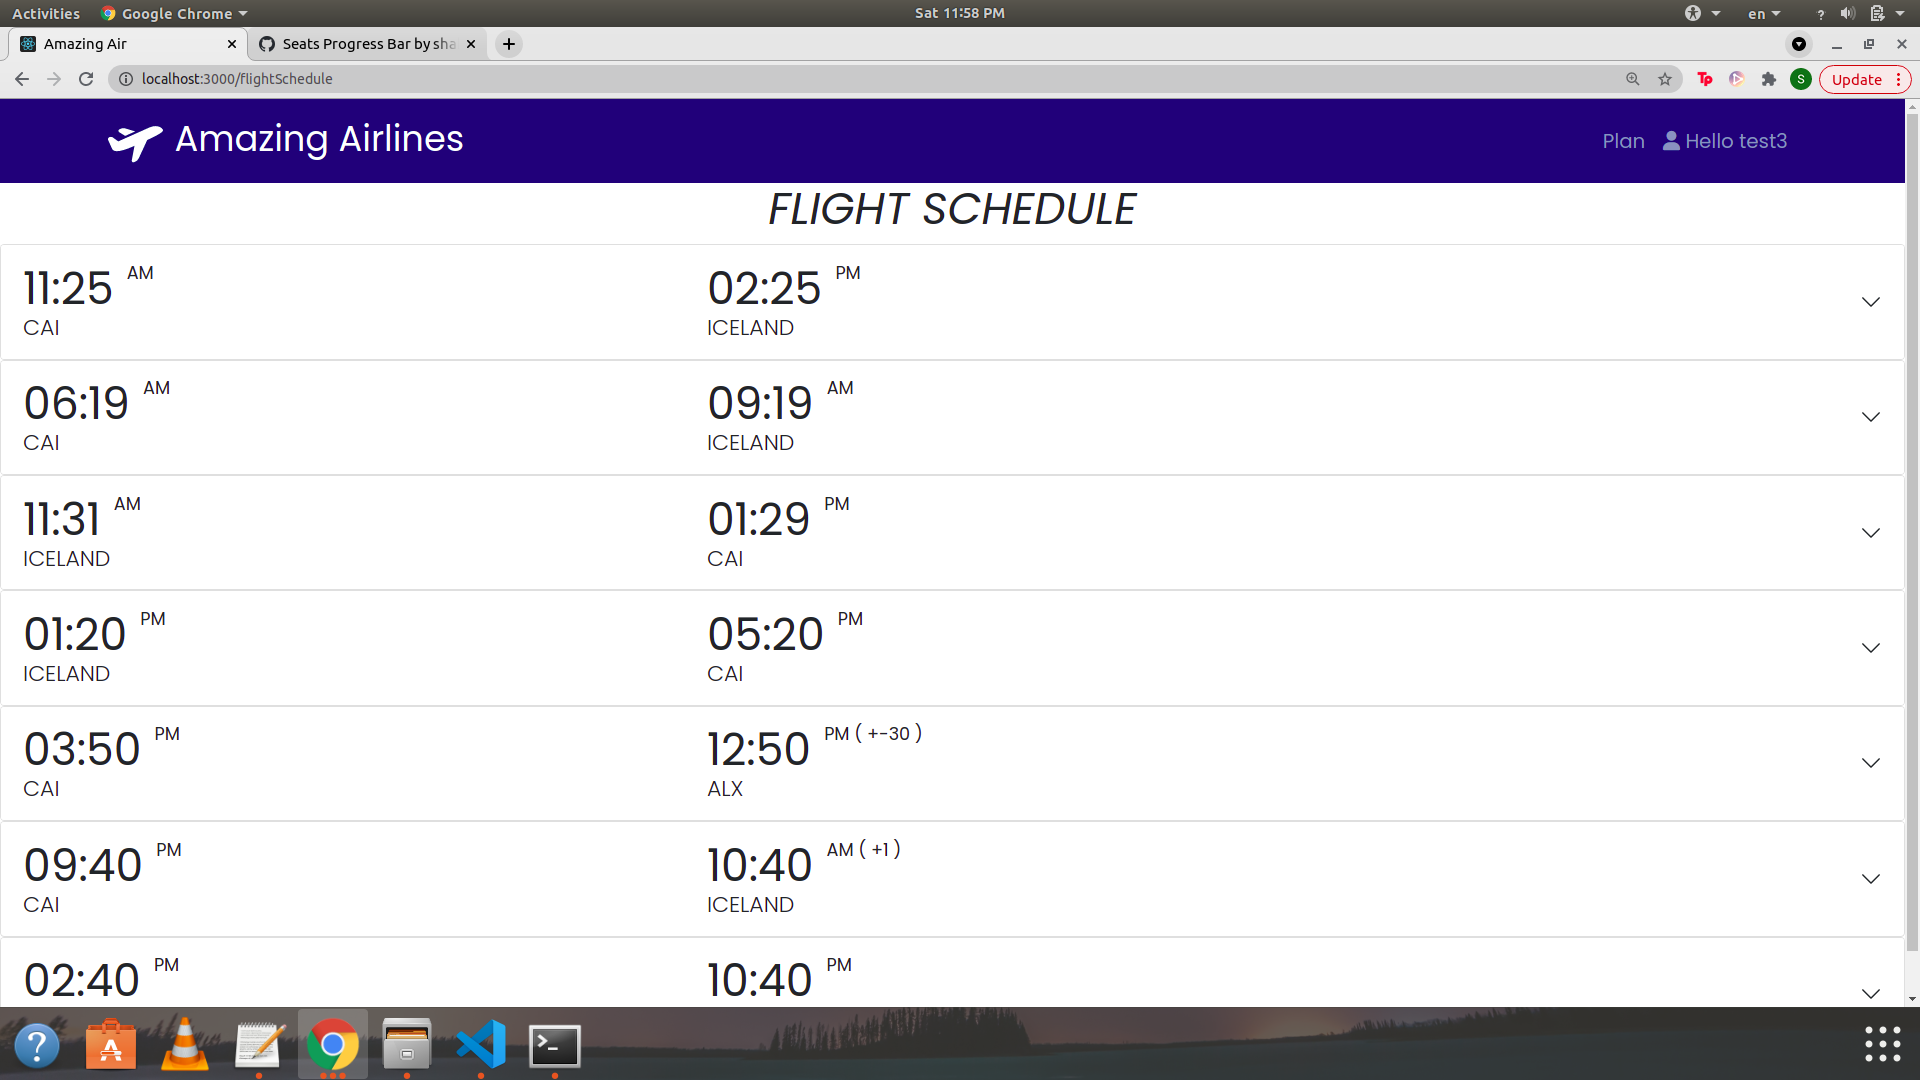 Activities Google Chrome Sat 11:58 PM en ?
Amazing Air Seats Progress Bar by sha
localhost:3000/flightSchedule Tp S Update
Amazing Airlines Plan Hello test3
FLIGHT SCHEDULE
11:25 AM 02:25 PM
CAI ICELAND
06:19 AM 09:19 AM
CAI ICELAND
11:31 AM 01:29 PM
ICELAND CAI
01:20 PM 05:20 PM
ICELAND CAI
03:50 PM 12:50 PM ( +-30 )
CAI ALX
09:40 PM 10:40 AM ( +1 )
CAI ICELAND
02:40 PM 10:40 PM